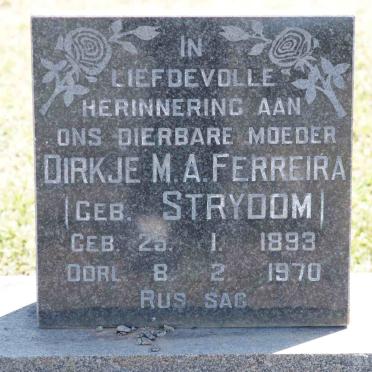 IN
LIEFDEVOLLE
HERINNERING AAN
ONS DIERBARE MOEDER
DIRKJE M.A. FERREIRA
(GEB. STRYDOM)
GEB. 25. 1. 1893
OORL. 8. 2. 1970
RUS SAG